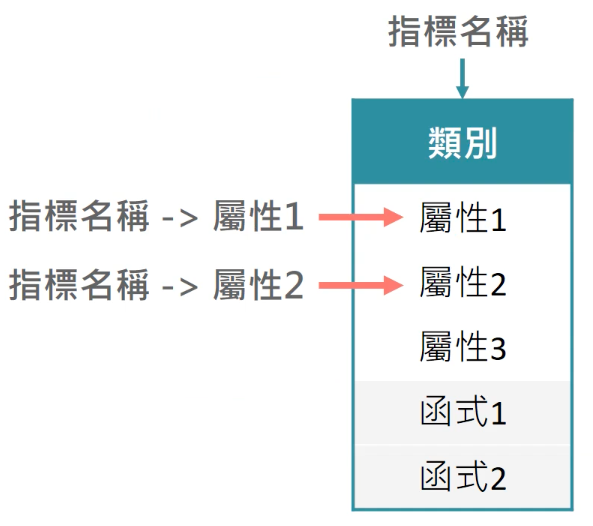 指標名稱
類別
指標名稱 -> 屬性1
屬性1
指標名稱 -> 屬性2
屬性2
屬性3
函式1
函式2